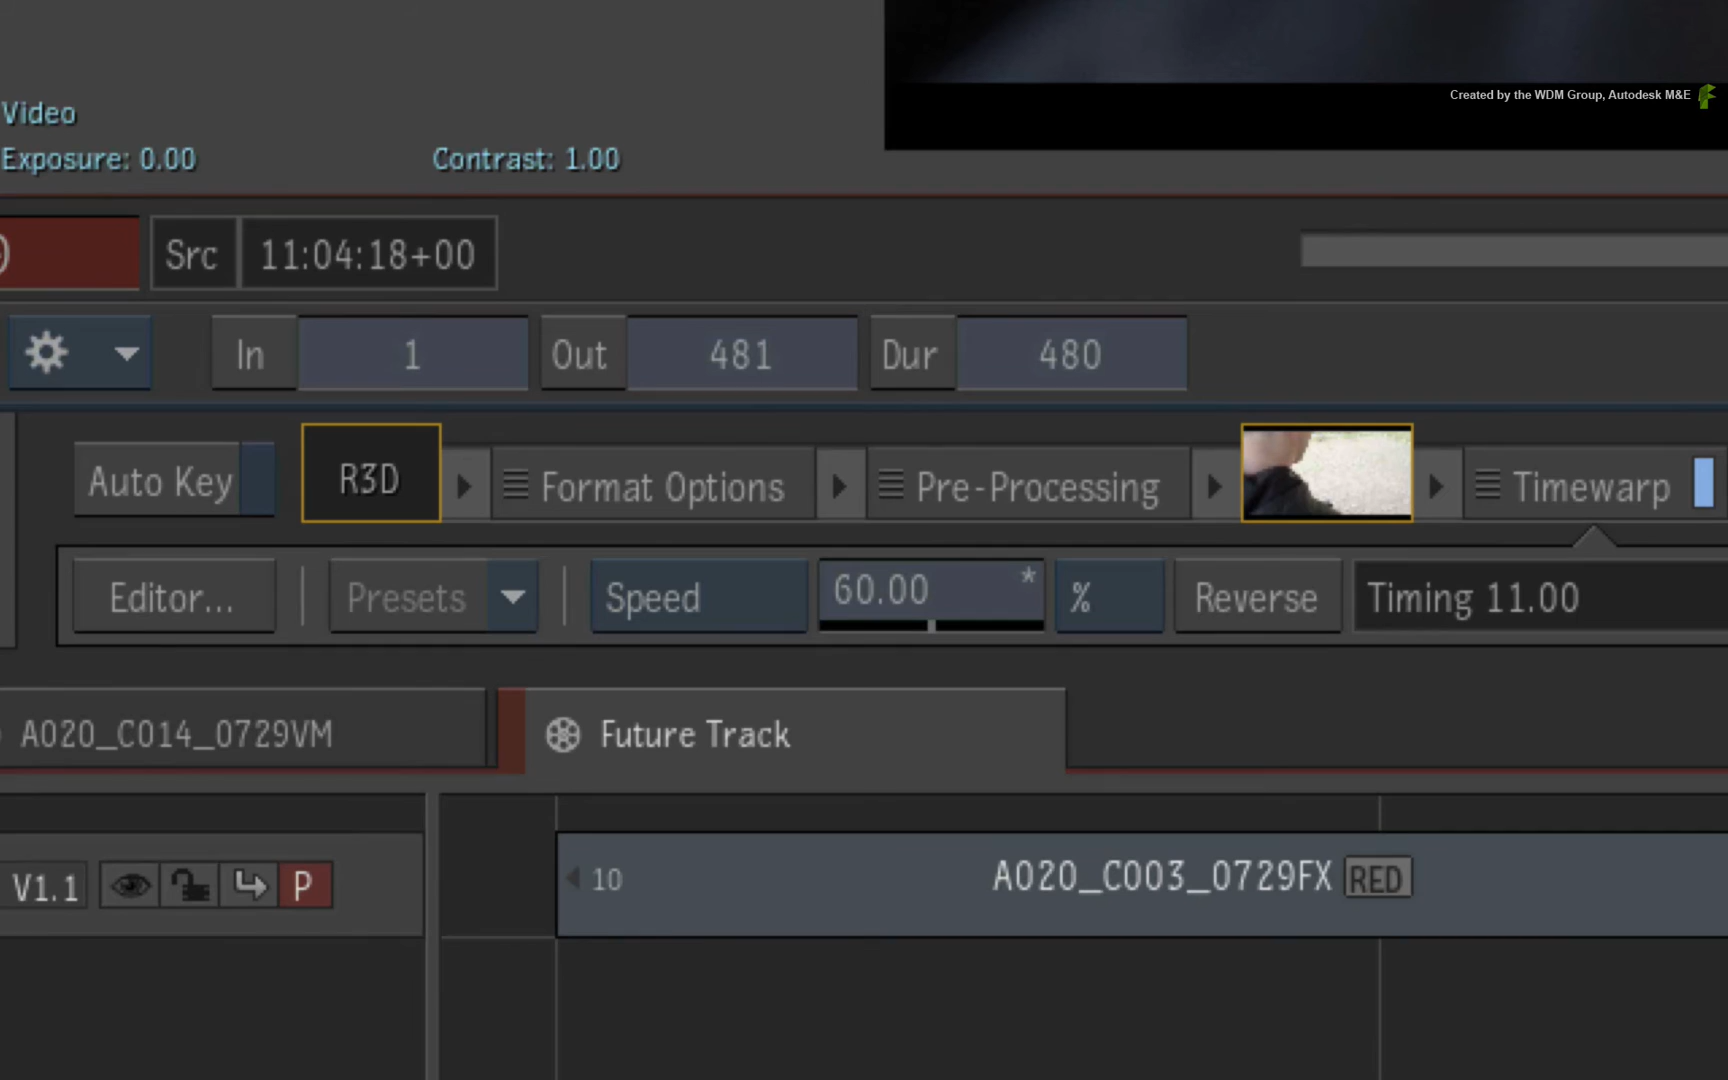 Created by the WDM Group, Autodesk M&E
Video
Exposure: 0.00 Contrast: 1.00
Src 11:04:18+00
In 1 Out 481 Dur 480
Auto Key R3D Format Options Pre-Processing Timewarp
Editor... Presets Speed 60.00 * % Reverse Timing 11.00
A020_C014_0729VM Future Track
V1.1 P 10 A020_C003_0729FX RED